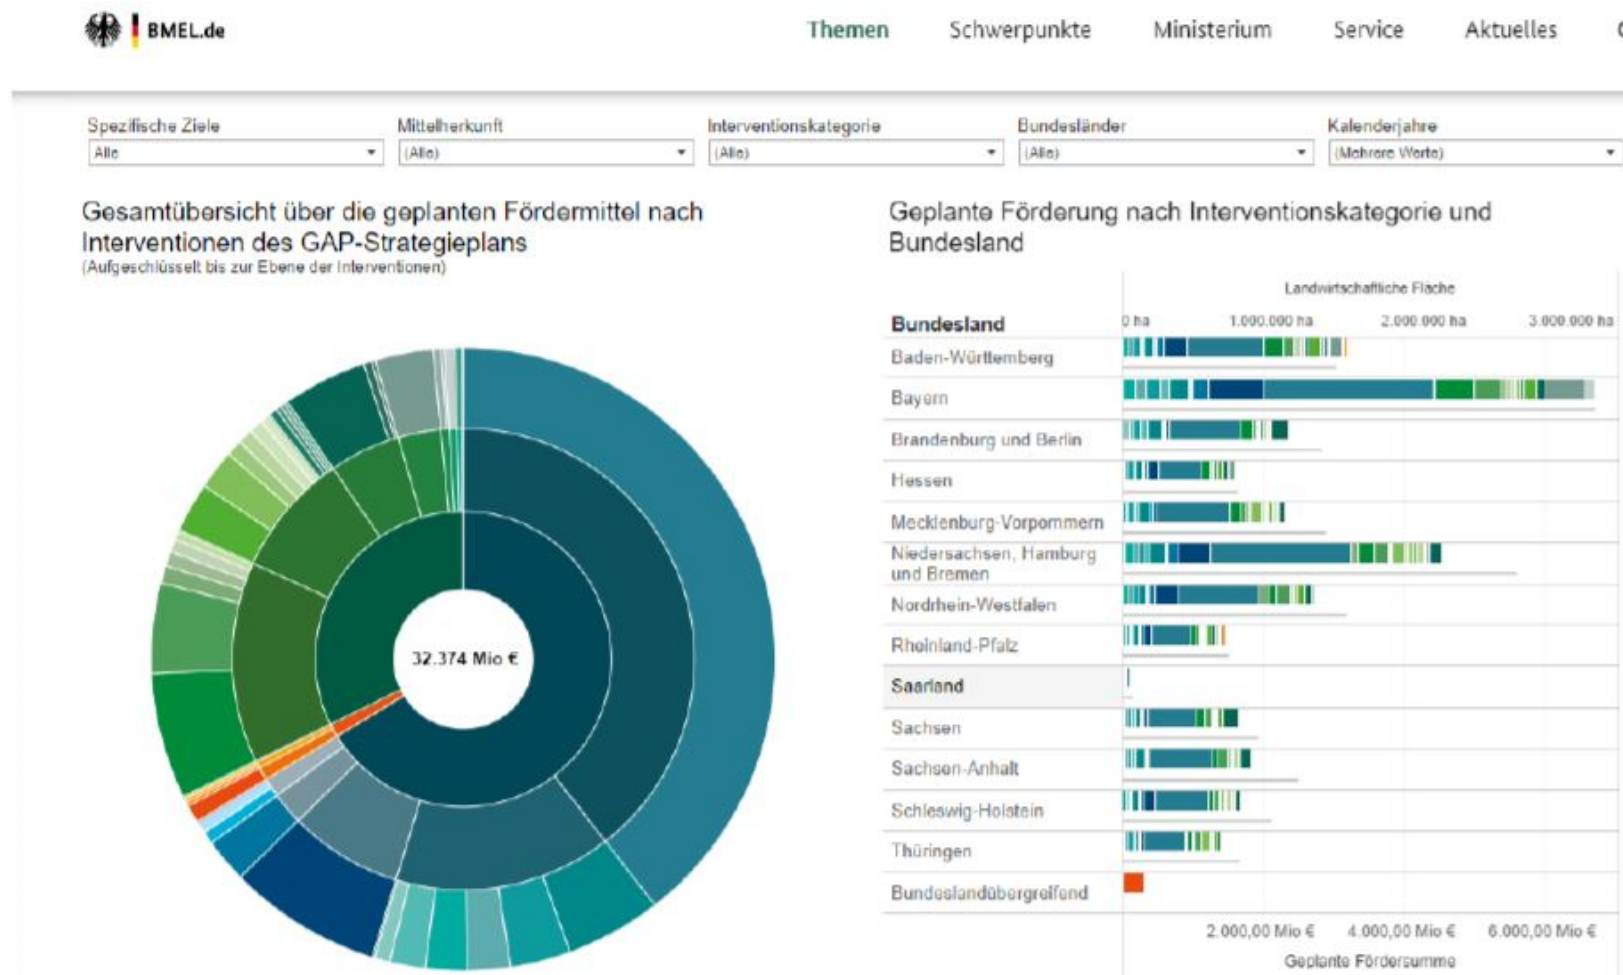 BMEL.de
Themen Schwerpunkte Ministerium Service Aktuelles
Spezifische Ziele Mittelherkunft Interventionskategorie Bundesländer Kalenderjahre
Alle (Alle) (Alle) (Alle) (Mehrere Werte)
Gesamtübersicht über die geplanten Fördermittel nach
Interventionen des GAP-Strategieplans
(Aufgeschlüsselt bis zur Ebene der Interventionen)
32.374 Mio €
Geplante Förderung nach Interventionskategorie und
Bundesland
Landwirtschaftliche Fläche
Bundesland 0 ha 1.000.000 ha 2.000.000 ha 3.000.000 ha
Baden-Württemberg
Bayern
Brandenburg und Berlin
Hessen
Mecklenburg-Vorpommern
Niedersachsen, Hamburg
und Bremen
Nordrhein-Westfalen
Rheinland-Pfalz
Saarland
Sachsen
Sachsen-Anhalt
Schleswig-Holstein
Thüringen
Bundeslandübergreifend
2.000,00 Mio € 4.000,00 Mio € 6.000,00 Mio €
Geplante Fördersumme